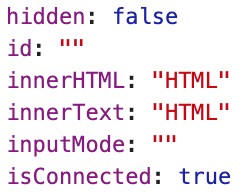 hidden: false
id: ""
innerHTML: "HTML"
innerText: "HTML"
inputMode: ""
isConnected: true